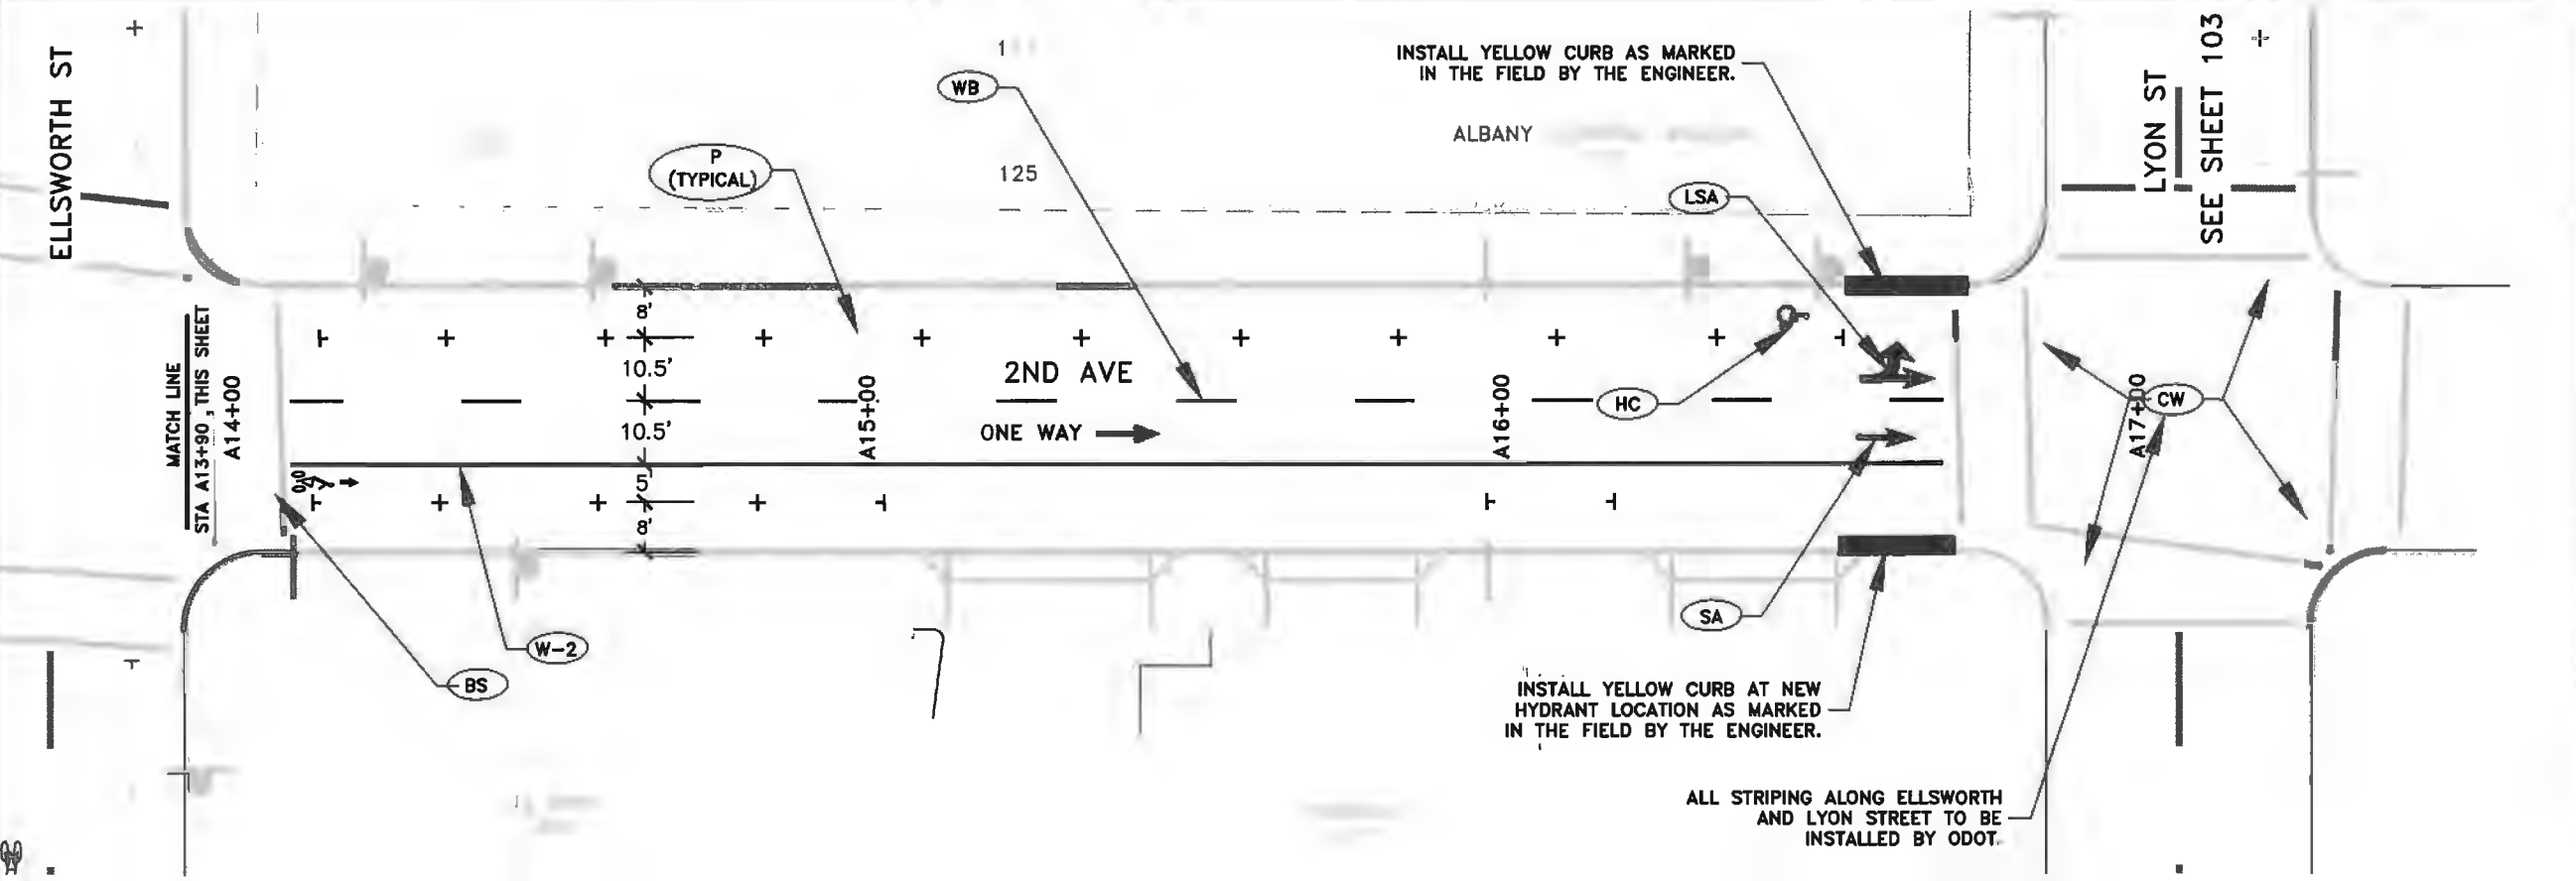 ELLSWORTH ST
MATCH LINE
STA A13+90, THIS SHEET
A14+00
P
(TYPICAL)
WB
125
INSTALL YELLOW CURB AS MARKED
IN THE FIELD BY THE ENGINEER.
ALBANY
LSA
LYON ST
SEE SHEET 103
8'
10.5'
10.5'
5'
8'
2ND AVE
ONE WAY
A15+00
A16+00
HC
A17+00
CW
SA
W-2
BS
INSTALL YELLOW CURB AT NEW
HYDRANT LOCATION AS MARKED
IN THE FIELD BY THE ENGINEER.
ALL STRIPING ALONG ELLSWORTH
AND LYON STREET TO BE
INSTALLED BY ODOT.